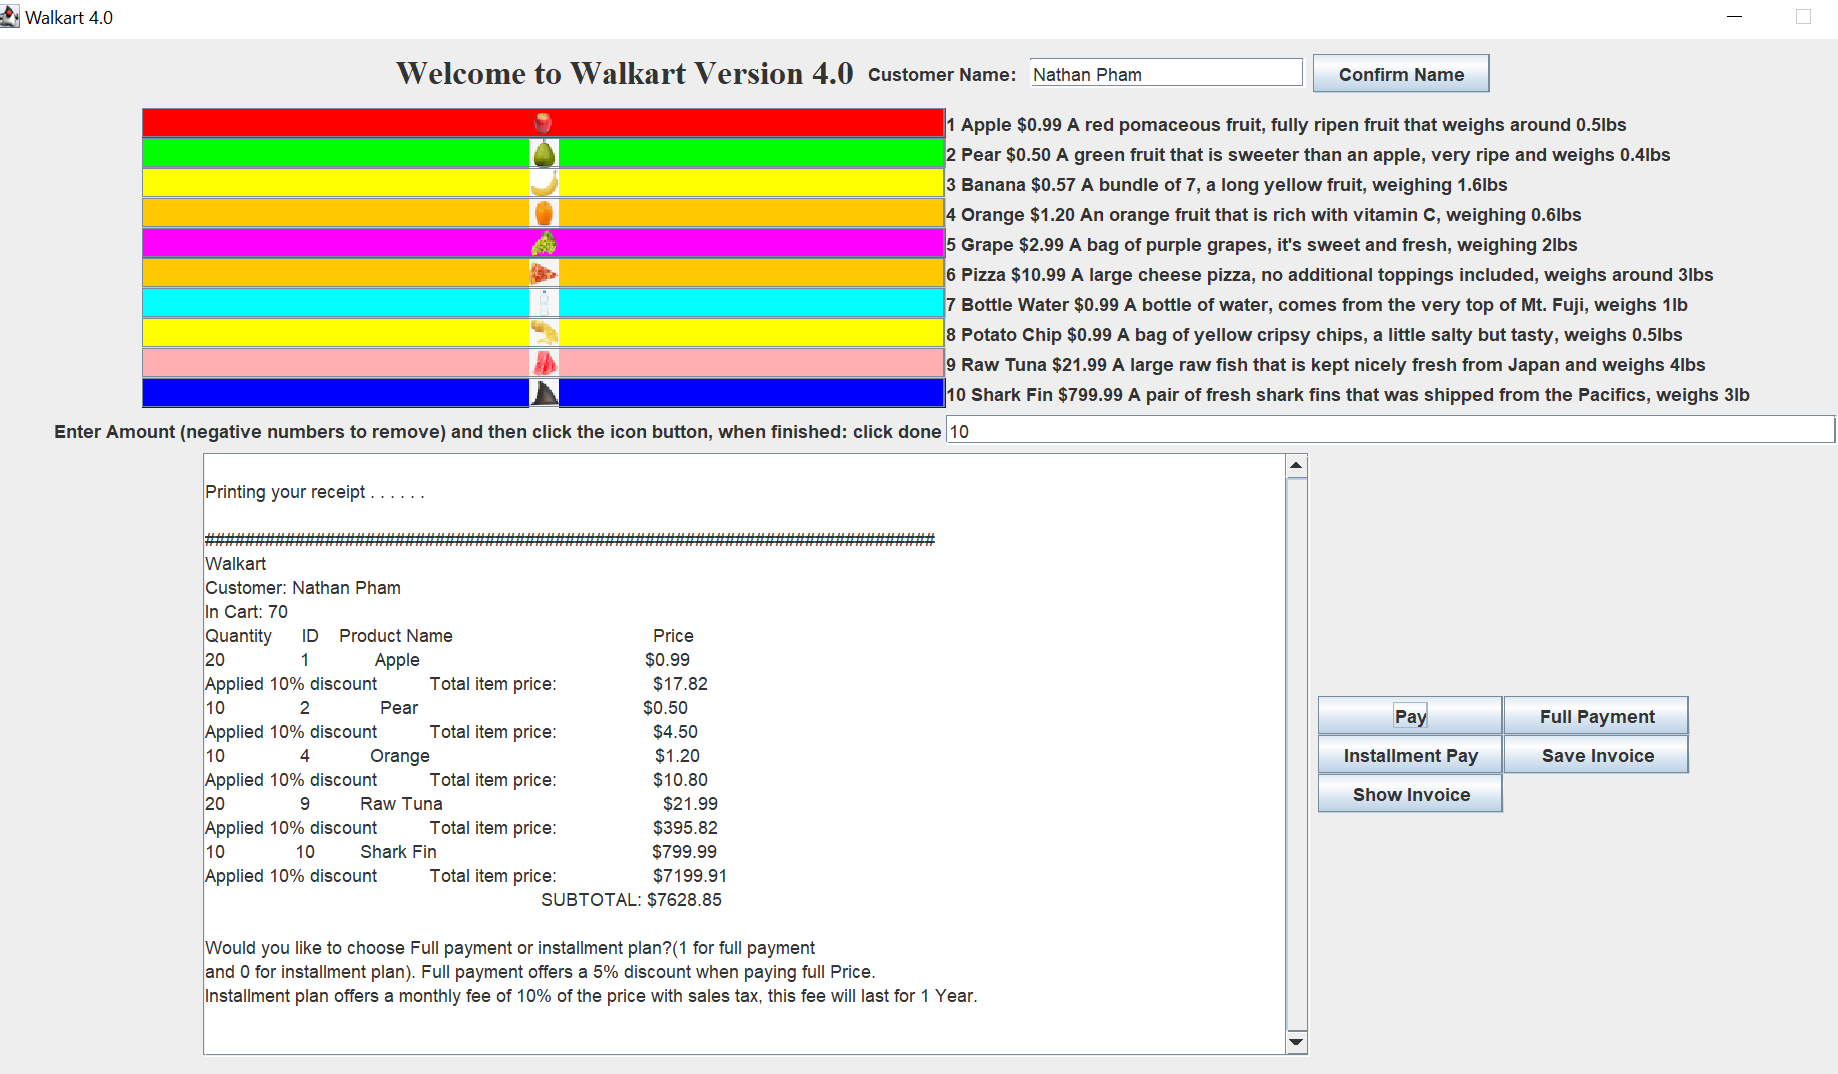 Walkart 4.0
Welcome to Walkart Version 4.0 Customer Name: Nathan Pham Confirm Name
1 Apple $0.99 A red pomaceous fruit, fully ripen fruit that weighs around 0.5lbs
2 Pear $0.50 A green fruit that is sweeter than an apple, very ripe and weighs 0.4lbs
3 Banana $0.57 A bundle of 7, a long yellow fruit, weighing 1.6lbs
4 Orange $1.20 An orange fruit that is rich with vitamin C, weighing 0.6lbs
5 Grape $2.99 A bag of purple grapes, it's sweet and fresh, weighing 2lbs
6 Pizza $10.99 A large cheese pizza, no additional toppings included, weighs around 3lbs
7 Bottle Water $0.99 A bottle of water, comes from the very top of Mt. Fuji, weighs 1lb
8 Potato Chip $0.99 A bag of yellow cripsy chips, a little salty but tasty, weighs 0.5lbs
9 Raw Tuna $21.99 A large raw fish that is kept nicely fresh from Japan and weighs 4lbs
10 Shark Fin $799.99 A pair of fresh shark fins that was shipped from the Pacifics, weighs 3lb
Enter Amount (negative numbers to remove) and then click the icon button, when finished: click done 10
Printing your receipt . . . . . .
#########################################################################
Walkart
Customer: Nathan Pham
In Cart: 70
Quantity ID Product Name Price
20 1 Apple $0.99
Applied 10% discount Total item price: $17.82
10 2 Pear $0.50
Applied 10% discount Total item price: $4.50
10 4 Orange $1.20
Applied 10% discount Total item price: $10.80
20 9 Raw Tuna $21.99
Applied 10% discount Total item price: $395.82
10 10 Shark Fin $799.99
Applied 10% discount Total item price: $7199.91
SUBTOTAL: $7628.85
Would you like to choose Full payment or installment plan?(1 for full payment
and 0 for installment plan). Full payment offers a 5% discount when paying full Price.
Installment plan offers a monthly fee of 10% of the price with sales tax, this fee will last for 1 Year.
Pay Full Payment
Installment Pay Save Invoice
Show Invoice